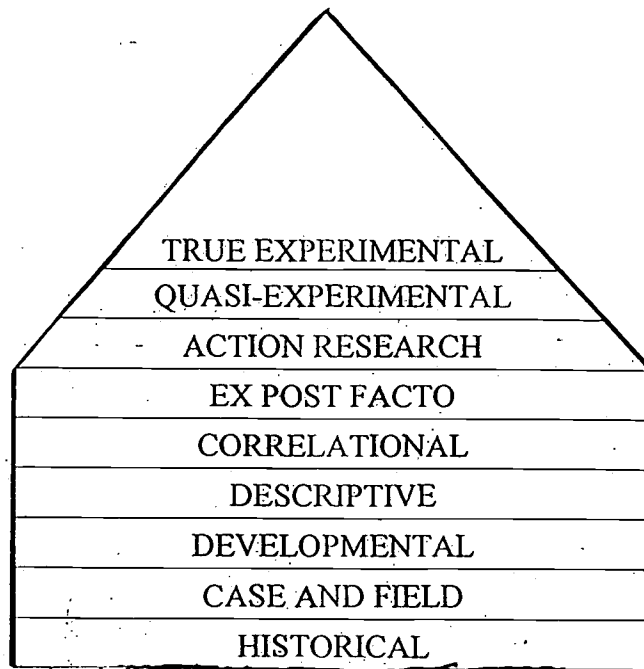 TRUE EXPERIMENTAL
QUASI-EXPERIMENTAL
ACTION RESEARCH
EX POST FACTO
CORRELATIONAL
DESCRIPTIVE
DEVELOPMENTAL
CASE AND FIELD
HISTORICAL